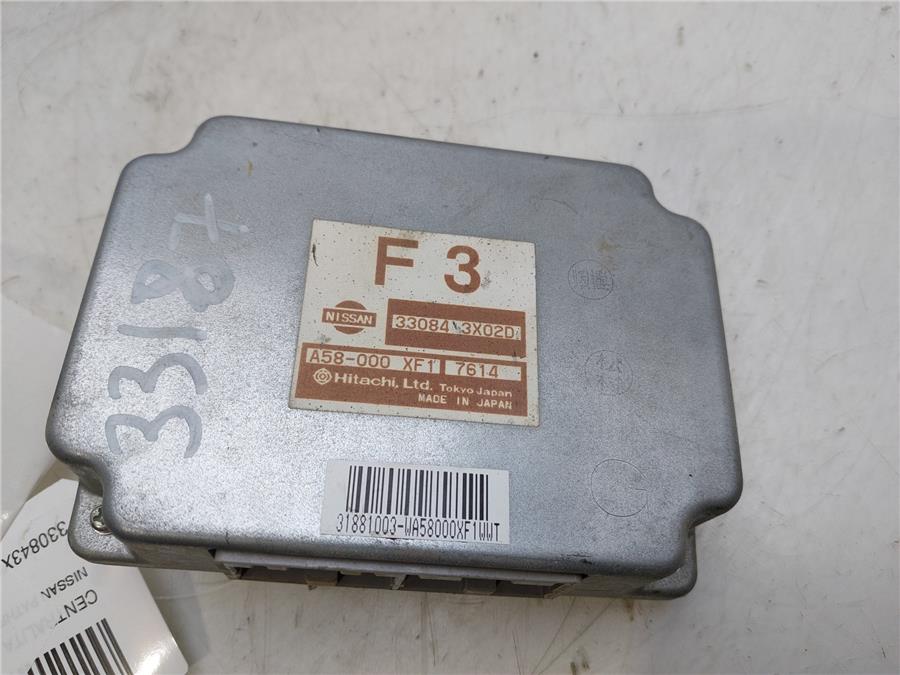 F 3
NISSAN 33084 3X02D
A58-000 XF1 7614
Hitachi, Ltd. Tokyo Japan
MADE IN JAPAN
31881003-WA58000XF1WWT
33187
G
330843X
NISSAN
CENTRALITA